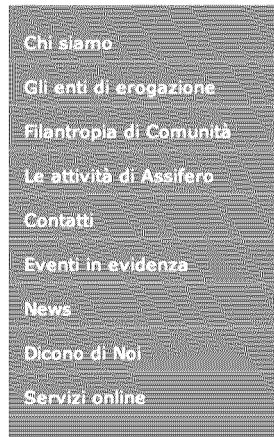 Chi siamo
Gli enti di erogazione
Filantropia di Comunità
Le attività di Assifero
Contatti
Eventi in evidenza
News
Dicono di Noi
Servizi online